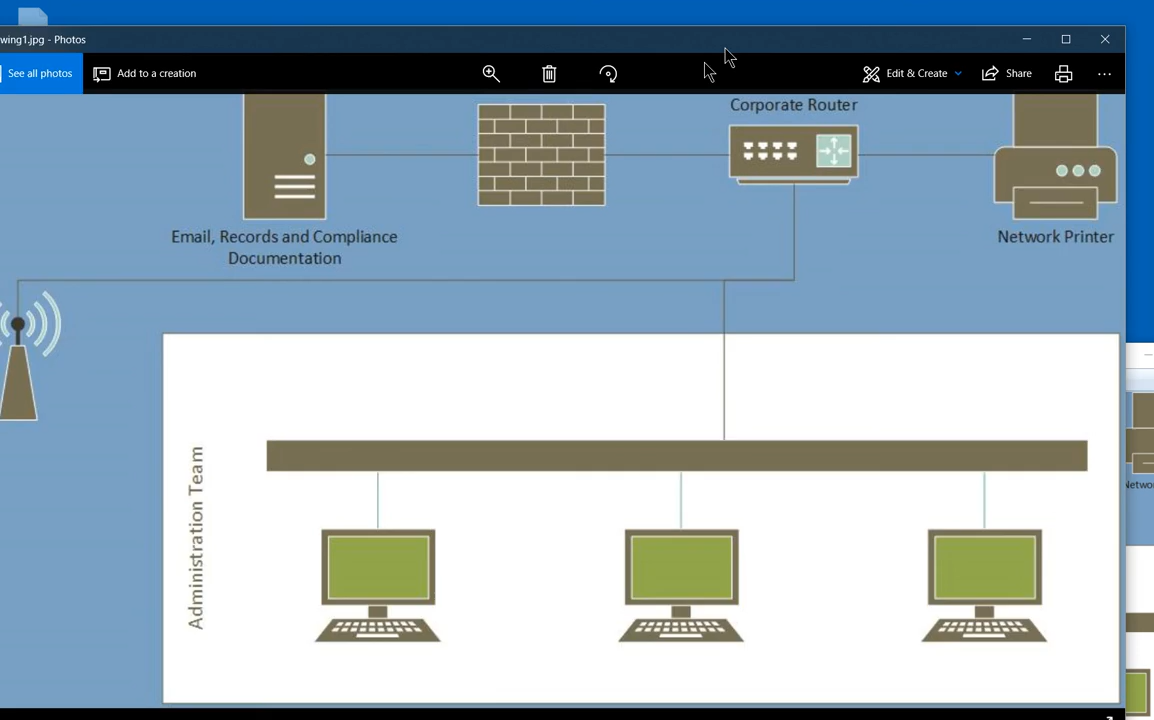 wing1.jpg - Photos
See all photos
Add to a creation
Edit & Create
Share
Corporate Router
Email, Records and Compliance
Documentation
Network Printer
Administration Team
Netwo